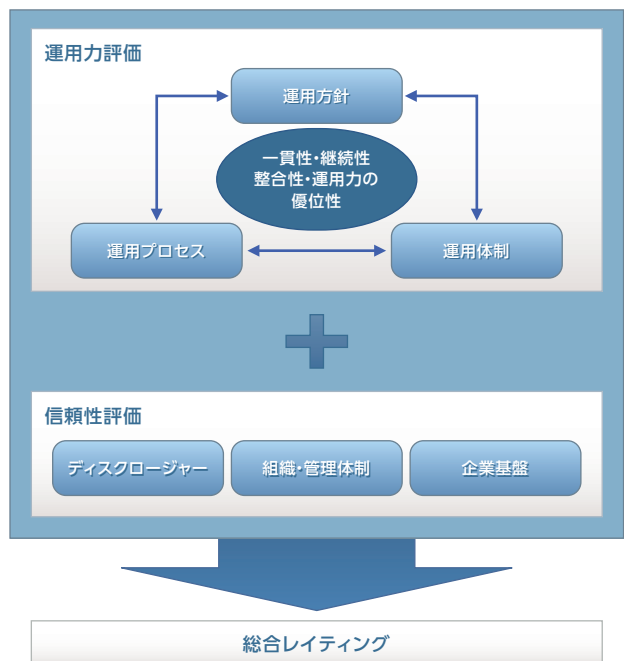 運用力評価
運用方針
一貫性・継続性
整合性・運用力の
優位性
運用プロセス
運用体制
信頼性評価
ディスクロージャー
組織・管理体制
企業基盤
総合レイティング